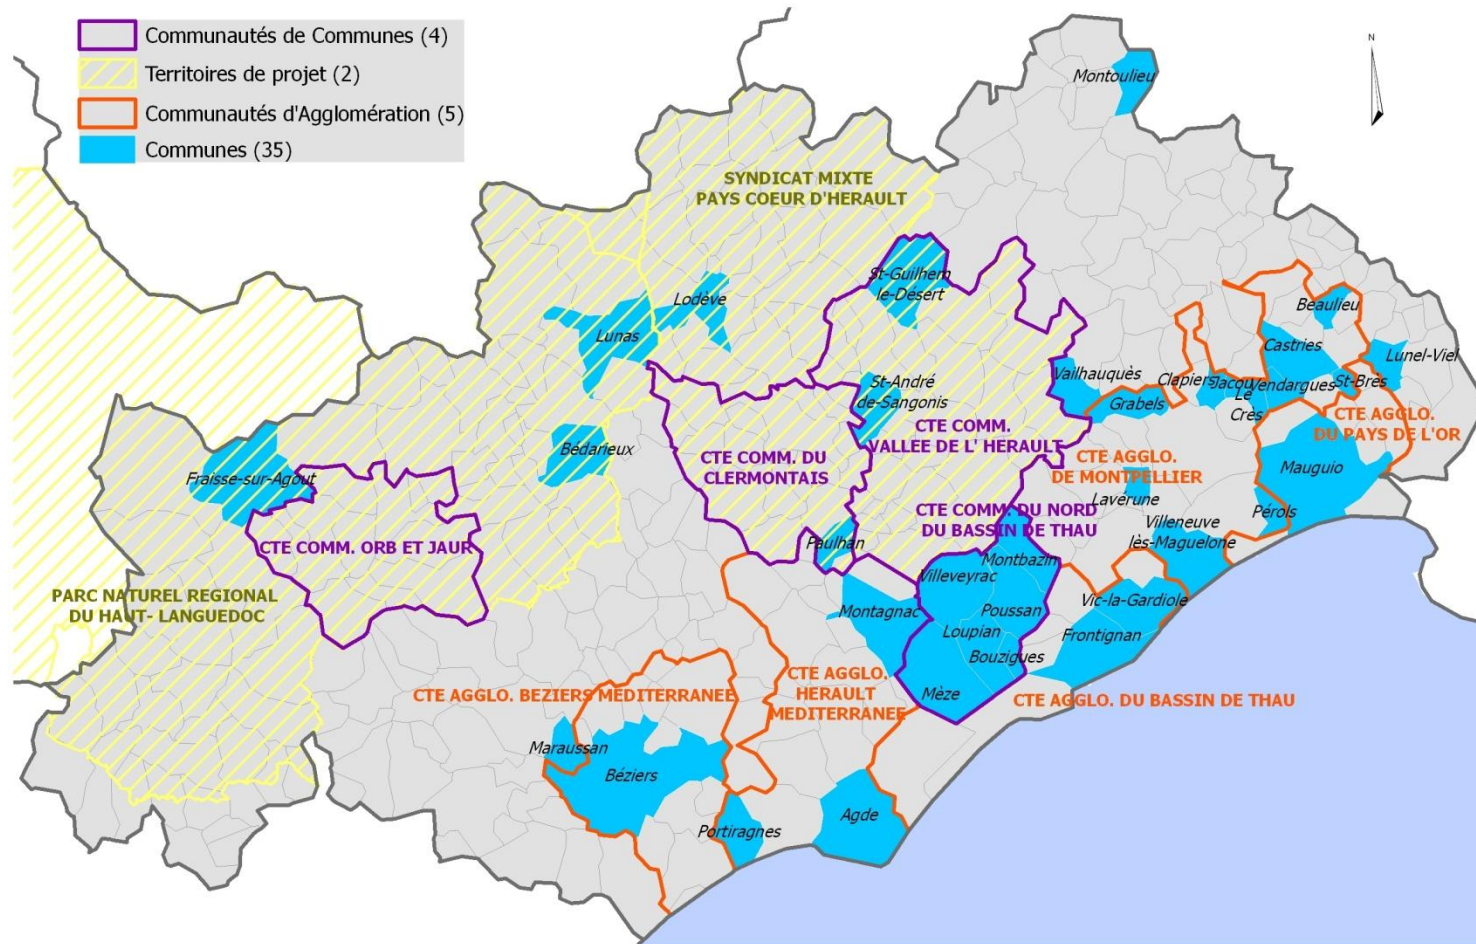 Communautés de Communes (4)
Territoires de projet (2)
Communautés d'Agglomération (5)
Communes (35)
N
Montoulieu
SYNDICAT MIXTE
PAYS COEUR D'HERAULT
St-Guilhem
le-Desert
Lodève
Lunas
Beaulieu
Castries
Lunel-Viel
Vailhauquès
Clapiers
Jacou
Vendargues
St-Brès
Le
Crès
Grabels
St-André
de-Sangonis
CTE COMM.
VALLEE DE L' HERAULT
CTE AGGLO.
DU PAYS DE L'OR
Bédarieux
CTE COMM. DU
CLERMONTAIS
CTE AGGLO.
DE MONTPELLIER
Mauguio
Fraisse-sur-Agout
Laverune
CTE COMM. DU NORD
DU BASSIN DE THAU
Pérols
Villeneuve
lès-Maguelone
CTE COMM. ORB ET JAUR
Paulhan
Montbazin
Villeveyrac
PARC NATUREL REGIONAL
DU HAUT- LANGUEDOC
Montagnac
Poussan
Vic-la-Gardiole
Loupian
Frontignan
Bouzigues
CTE AGGLO. BEZIERS MEDITERRANEE
CTE AGGLO.
HERAULT
MEDITERRANEE
Mèze
CTE AGGLO. DU BASSIN DE THAU
Maraussan
Béziers
Portiragnes
Agde